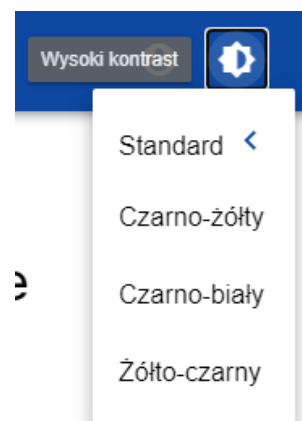 Wysoki kontrast
Standard
Czarno-żółty
e
Czarno-biały
Żółto-czarny